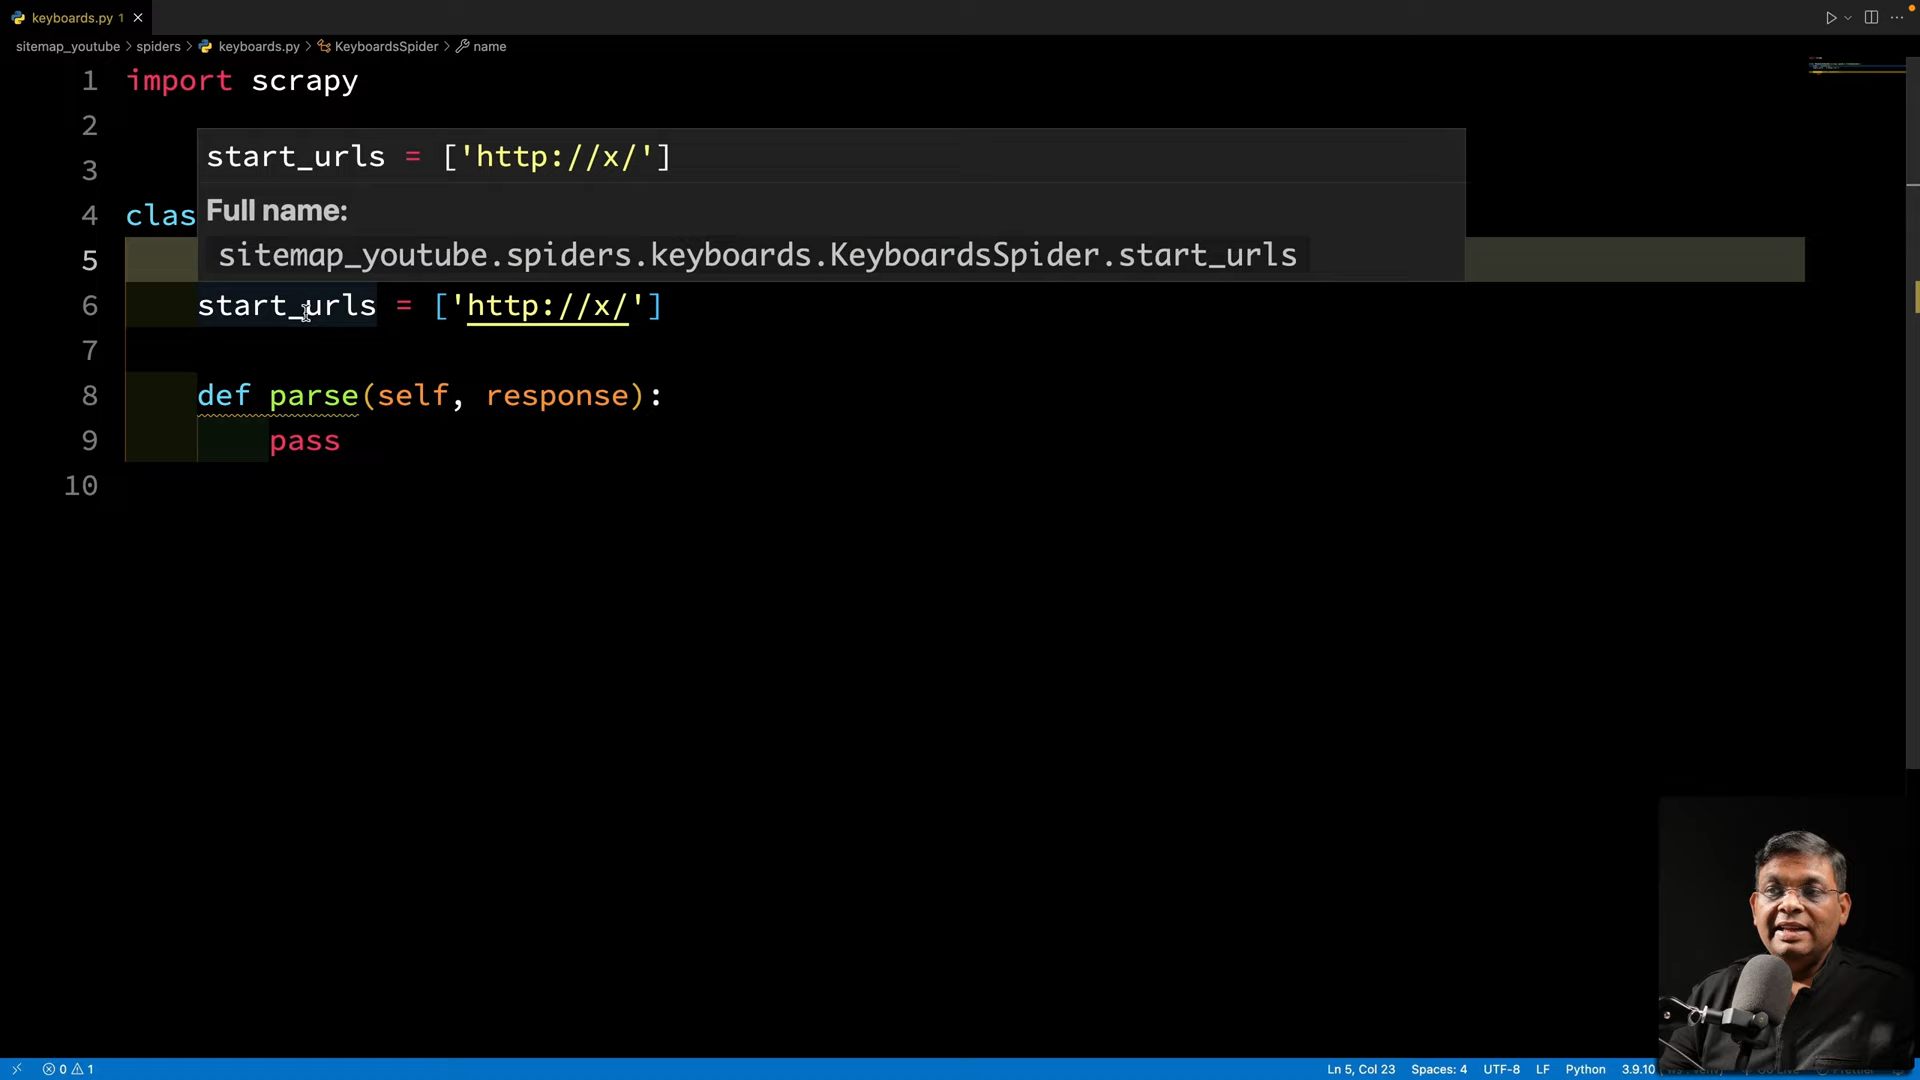 keyboards.py 1
sitemap_youtube > spiders > keyboards.py > KeyboardsSpider > name
1 import scrapy
2
3
start_urls = ['http://x/']
Full name:
sitemap_youtube.spiders.keyboards.KeyboardsSpider.start_urls
4 clas
5
6 start_urls = ['http://x/']
7
8 def parse(self, response):
9 pass
10
0 1 Ln 5, Col 23 Spaces: 4 UTF-8 LF Python 3.9.10